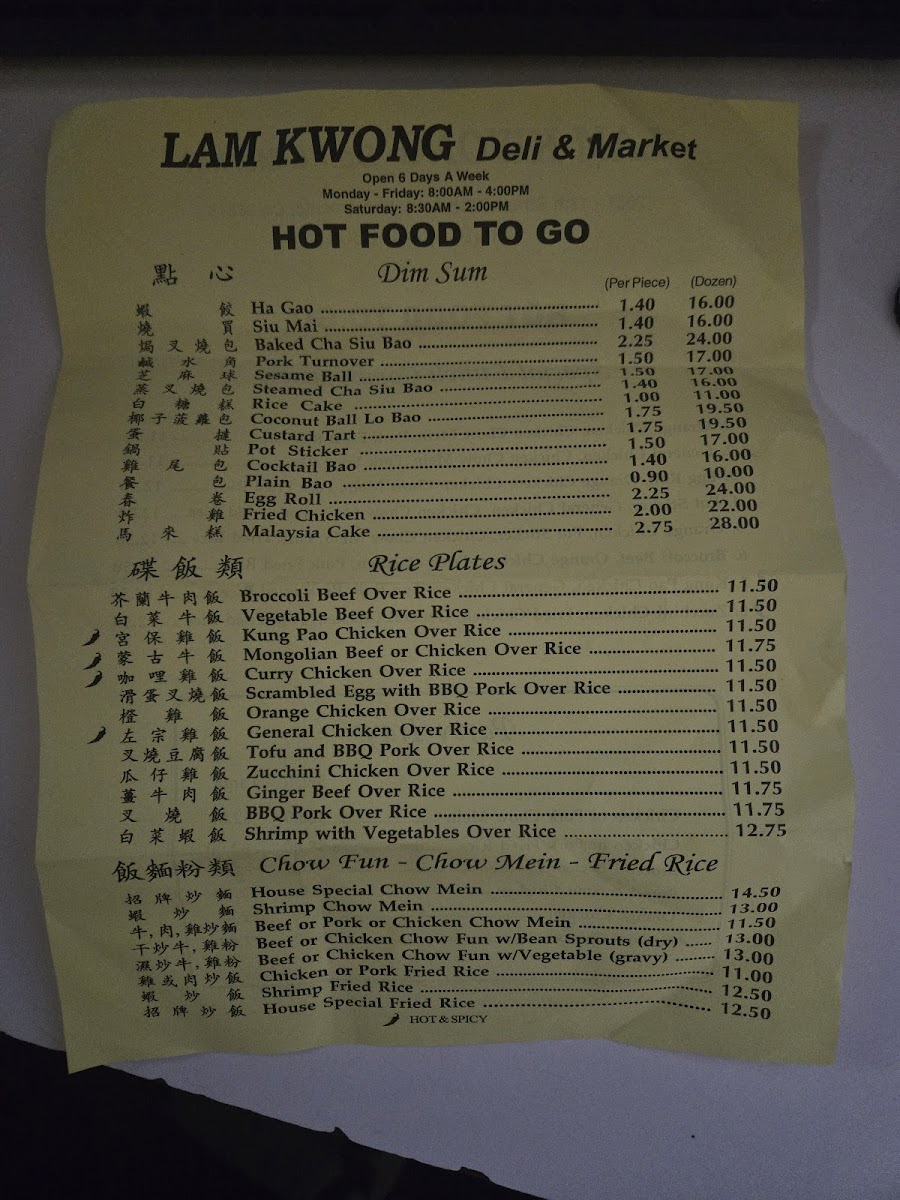 LAM KWONG Deli & Market
Open 6 Days A Week
Monday - Friday: 8:00AM - 4:00PM
Saturday: 8:30AM - 2:00PM
HOT FOOD TO GO
點心 Dim Sum (Per Piece) (Dozen)
蝦餃 Ha Gao 1.40 16.00
燒買 Siu Mai 1.40 16.00
焗叉燒包 Baked Cha Siu Bao 2.25 24.00
鹹水角 Pork Turnover 1.50 17.00
芝麻球 Sesame Ball 1.50 17.00
蒸叉燒包 Steamed Cha Siu Bao 1.40 16.00
白糖糕 Rice Cake 1.00 11.00
椰子菠蘿包 Coconut Ball Lo Bao 1.75 19.50
蛋撻 Custard Tart 1.75 19.50
鍋貼 Pot Sticker 1.50 17.00
雞尾包 Cocktail Bao 1.40 16.00
餐包 Plain Bao 0.90 10.00
春卷 Egg Roll 2.25 24.00
炸雞 Fried Chicken 2.00 22.00
馬來糕 Malaysia Cake 2.75 28.00
碟飯類 Rice Plates
芥蘭牛肉飯 Broccoli Beef Over Rice 11.50
白菜牛飯 Vegetable Beef Over Rice 11.50
宮保雞飯 Kung Pao Chicken Over Rice 11.50
蒙古牛飯 Mongolian Beef or Chicken Over Rice 11.75
咖哩雞飯 Curry Chicken Over Rice 11.50
滑蛋叉燒飯 Scrambled Egg with BBQ Pork Over Rice 11.50
橙雞飯 Orange Chicken Over Rice 11.50
左宗雞飯 General Chicken Over Rice 11.50
叉燒豆腐飯 Tofu and BBQ Pork Over Rice 11.50
瓜仔雞飯 Zucchini Chicken Over Rice 11.50
薑牛肉飯 Ginger Beef Over Rice 11.75
叉燒飯 BBQ Pork Over Rice 11.75
白菜蝦飯 Shrimp with Vegetables Over Rice 12.75
飯麵粉類 Chow Fun - Chow Mein - Fried Rice
招牌炒麵 House Special Chow Mein 14.50
蝦炒麵 Shrimp Chow Mein 13.00
牛,肉,雞炒麵 Beef or Pork or Chicken Chow Mein 11.50
干炒牛,雞粉 Beef or Chicken Chow Fun w/Bean Sprouts (dry) 13.00
濕炒牛,雞粉 Beef or Chicken Chow Fun w/Vegetable (gravy) 13.00
雞或肉炒飯 Chicken or Pork Fried Rice 11.00
蝦炒飯 Shrimp Fried Rice 12.50
招牌炒飯 House Special Fried Rice 12.50
HOT & SPICY